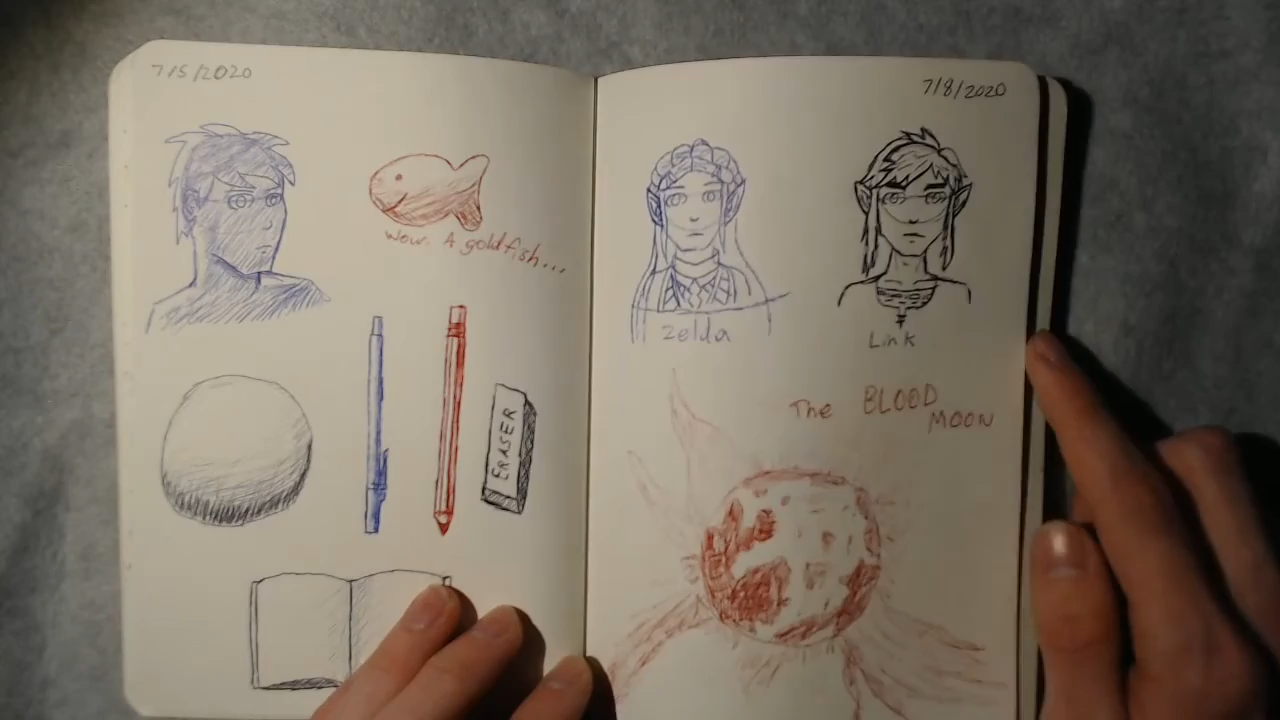 7/5/2020
Wow. A goldfish...
ERASER
7/8/2020
Zelda
Link
The BLOOD
MOON